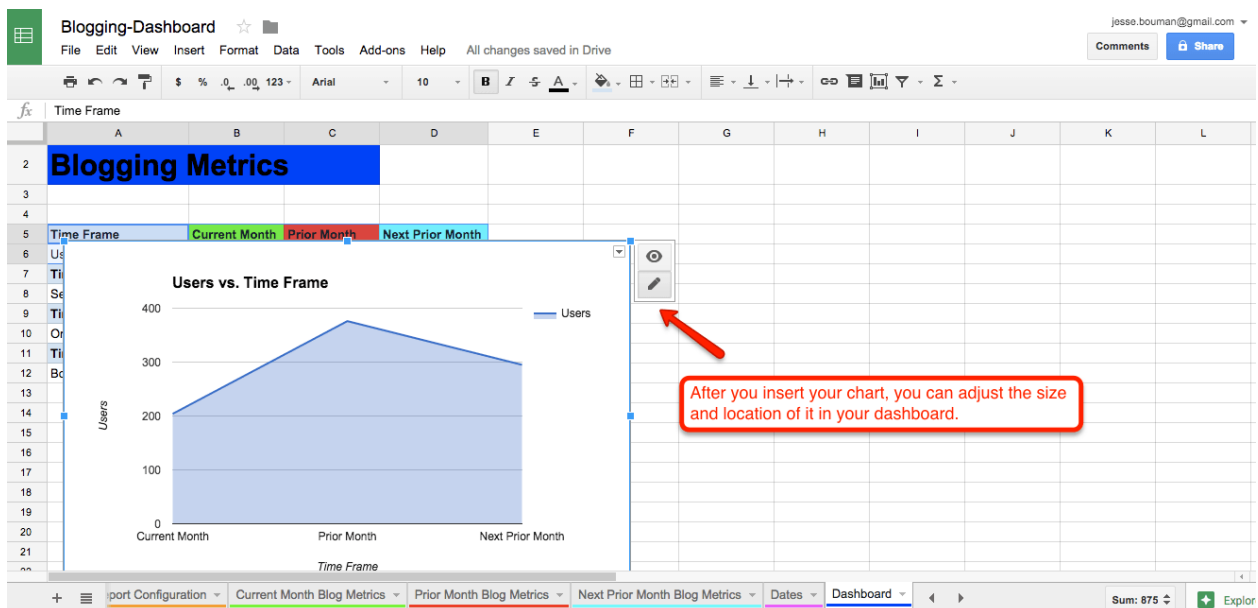 Blogging-Dashboard
jesse.bouman@gmail.com
File Edit View Insert Format Data Tools Add-ons Help All changes saved in Drive
Comments Share
$ % .0 .00 123 Arial 10 B I S A Σ
fx Time Frame
A B C D E F G H I J K L
2 Blogging Metrics
3
4
5 Time Frame Current Month Prior Month Next Prior Month
6 Us
7 Ti
8 Se
9 Ti
10 Or
11 Ti
12 Bo
13
14
15
16
17
18
19
20
21
Users vs. Time Frame
400
300
200
100
0
Users
Users
Current Month Prior Month Next Prior Month
Time Frame
After you insert your chart, you can adjust the size
and location of it in your dashboard.
+ port Configuration Current Month Blog Metrics Prior Month Blog Metrics Next Prior Month Blog Metrics Dates Dashboard Sum: 875 Explor